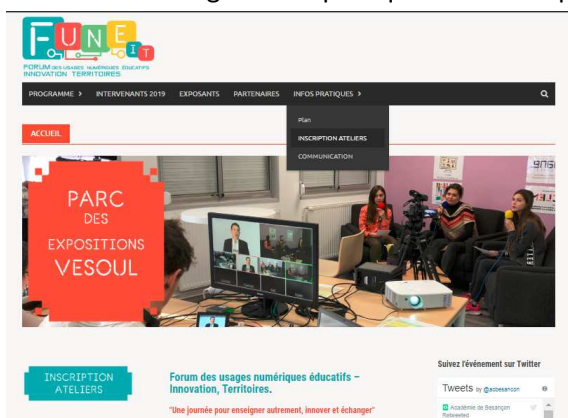 FUNE IT
FORUM DES USAGES NUMÉRIQUES ÉDUCATIFS
INNOVATION TERRITOIRES
PROGRAMME > INTERVENANTS 2019 EXPOSANTS PARTENAIRES INFOS PRATIQUES >
Plan
INSCRIPTION ATELIERS
COMMUNICATION
ACCUEIL
PARC
DES
EXPOSITIONS
VESOUL
INSCRIPTION
ATELIERS
Forum des usages numériques éducatifs –
Innovation, Territoires.
"Une journée pour enseigner autrement, innover et échanger"
Suivez l'événement sur Twitter
Tweets by @acbesancon
Académie de Besançon
Retweeted